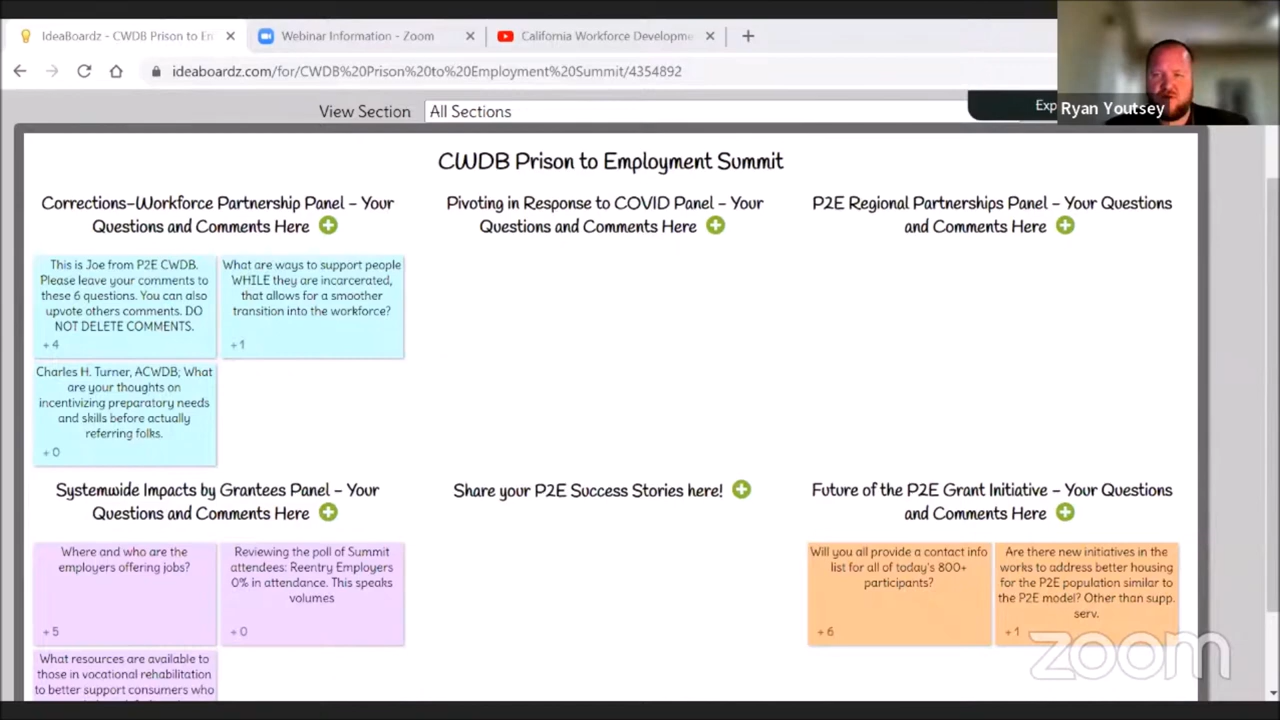 IdeaBoardz - CWDB Prison to En
Webinar Information - Zoom
California Workforce Developme
ideaboardz.com/for/CWDB%20Prison%20to%20Employment%20Summit/4354892
View Section
All Sections
Exp
Ryan Youtsey
CWDB Prison to Employment Summit
Corrections-Workforce Partnership Panel - Your
Questions and Comments Here
Pivoting in Response to COVID Panel - Your
Questions and Comments Here
P2E Regional Partnerships Panel - Your Questions
and Comments Here
This is Joe from P2E CWDB.
Please leave your comments to
these 6 questions. You can also
upvote others comments. DO
NOT DELETE COMMENTS.
+4
What are ways to support people
WHILE they are incarcerated,
that allows for a smoother
transition into the workforce?
+1
Charles H. Turner, ACWDB; What
are your thoughts on
incentivizing preparatory needs
and skills before actually
referring folks.
+0
Systemwide Impacts by Grantees Panel - Your
Questions and Comments Here
Share your P2E Success Stories here!
Future of the P2E Grant Initiative - Your Questions
and Comments Here
Where and who are the
employers offering jobs?
+5
Reviewing the poll of Summit
attendees: Reentry Employers
0% in attendance. This speaks
volumes
+0
Will you all provide a contact info
list for all of today's 800+
participants?
+6
Are there new initiatives in the
works to address better housing
for the P2E population similar to
the P2E model? Other than supp.
serv.
+1
What resources are available to
those in vocational rehabilitation
to better support consumers who
zoom